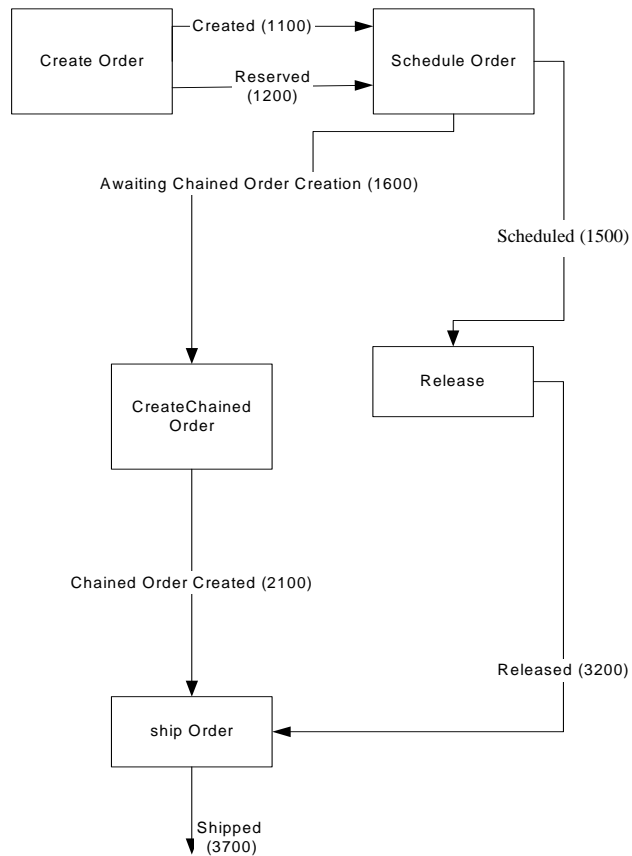 Created (1100)
Create Order
Schedule Order
Reserved
(1200)
Awaiting Chained Order Creation (1600)
Scheduled (1500)
Release
CreateChained
Order
Chained Order Created (2100)
Released (3200)
ship Order
Shipped
(3700)